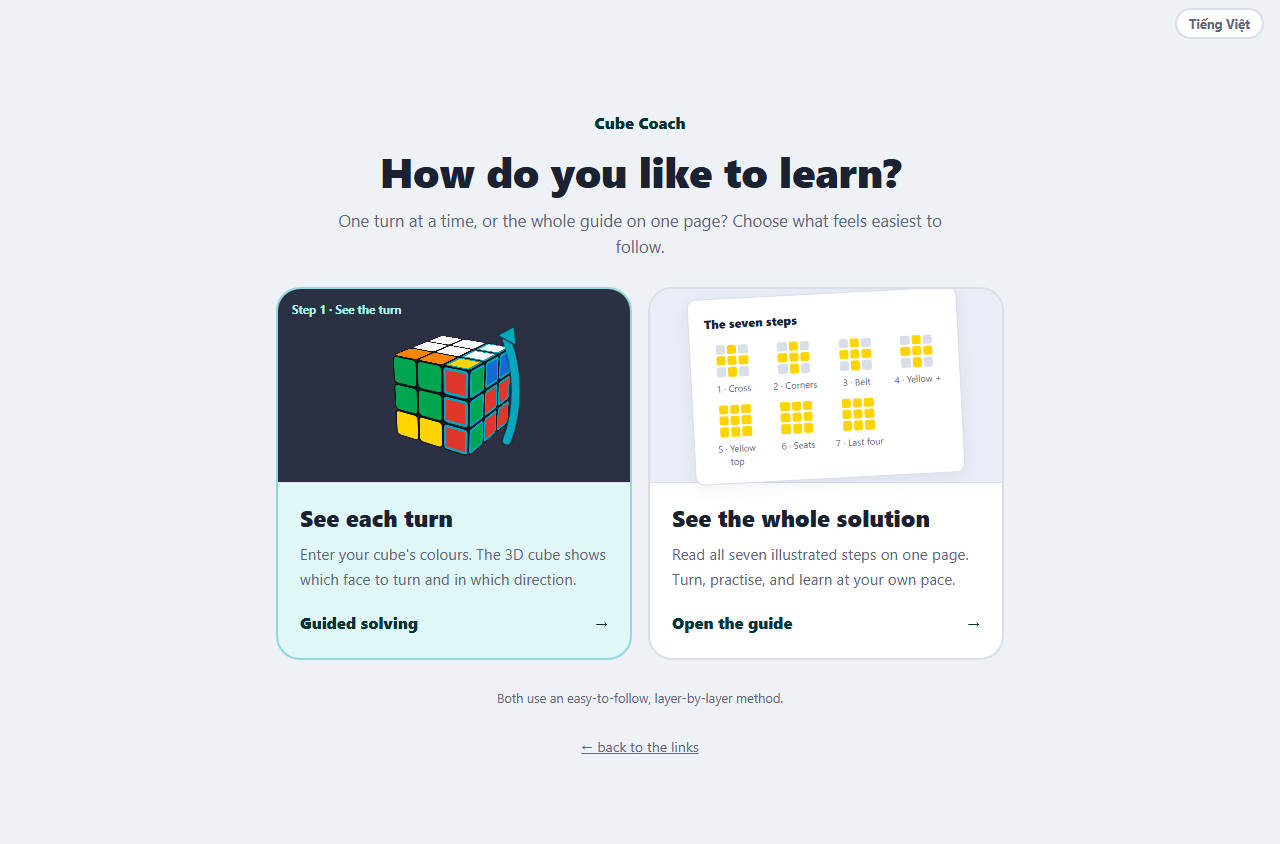 Tiếng Việt
Cube Coach
How do you like to learn?
One turn at a time, or the whole guide on one page? Choose what feels easiest to
follow.
Step 1 · See the turn
See each turn
Enter your cube's colours. The 3D cube shows
which face to turn and in which direction.
Guided solving →
The seven steps
1 · Cross
2 · Corners
3 · Belt
4 · Yellow +
5 · Yellow
top
6 · Seats
7 · Last four
See the whole solution
Read all seven illustrated steps on one page.
Turn, practise, and learn at your own pace.
Open the guide →
Both use an easy-to-follow, layer-by-layer method.
← back to the links